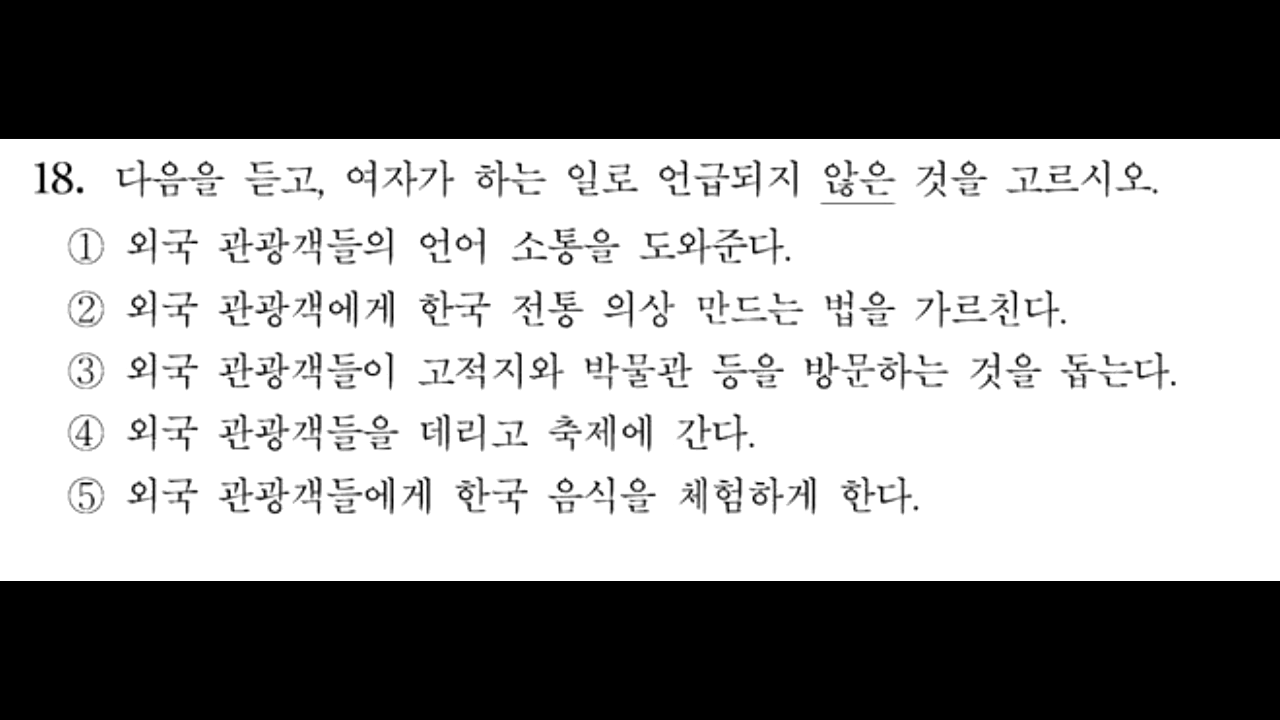 18. 다음을 듣고, 여자가 하는 일로 언급되지 않은 것을 고르시오.
① 외국 관광객들의 언어 소통을 도와준다.
② 외국 관광객에게 한국 전통 의상 만드는 법을 가르친다.
③ 외국 관광객들이 고적지와 박물관 등을 방문하는 것을 돕는다.
④ 외국 관광객들을 데리고 축제에 간다.
⑤ 외국 관광객들에게 한국 음식을 체험하게 한다.